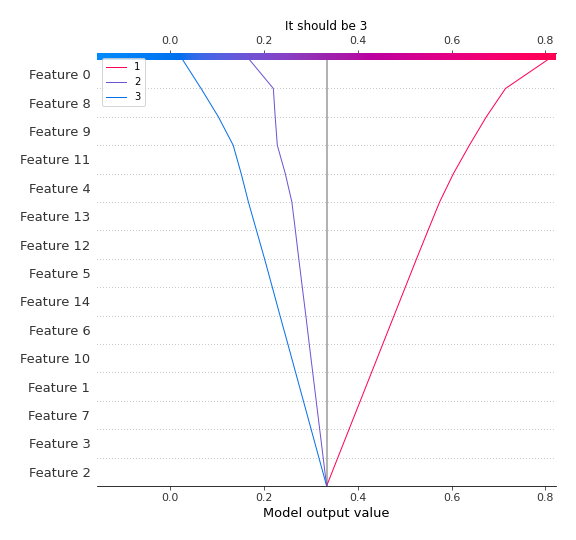 It should be 3
0.0 0.2 0.4 0.6 0.8
1
2
3
Feature 0
Feature 8
Feature 9
Feature 11
Feature 4
Feature 13
Feature 12
Feature 5
Feature 14
Feature 6
Feature 10
Feature 1
Feature 7
Feature 3
Feature 2
0.0 0.2 0.4 0.6 0.8
Model output value